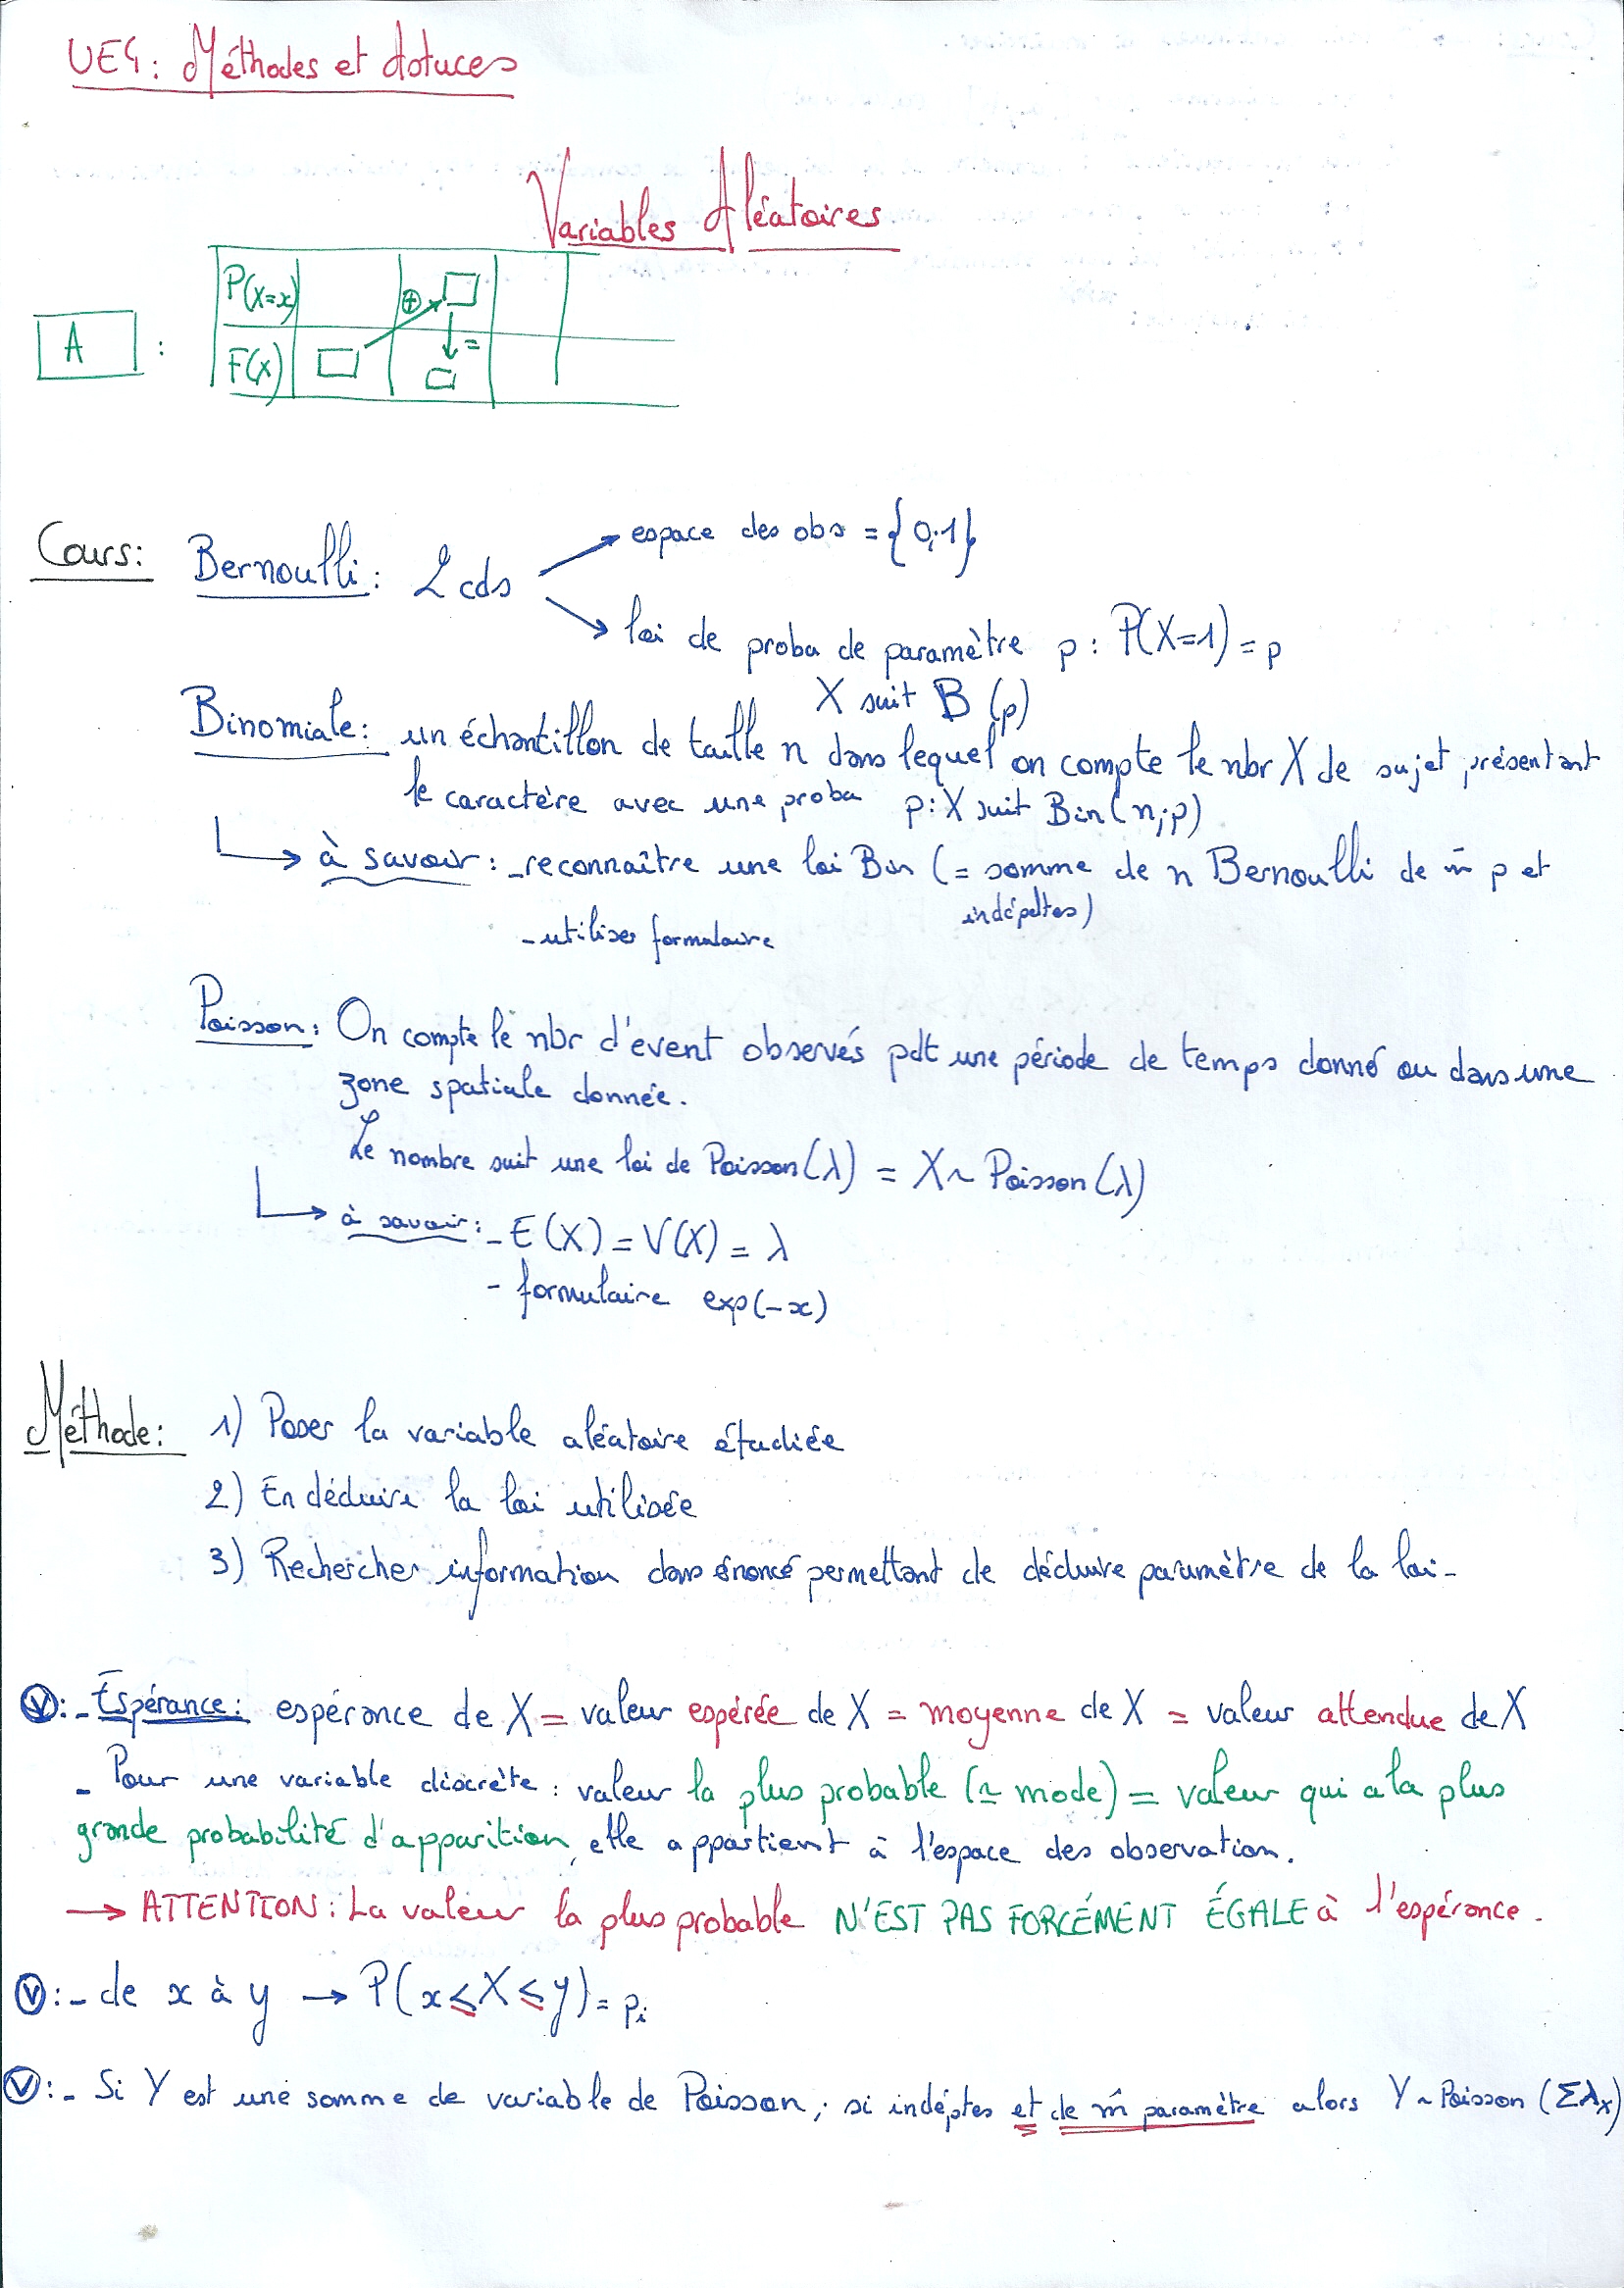 UE4: Méthodes et Astuces
Variables Aléatoires
A :
P(X=x) ⊕
F(x) =
Cours: Bernoulli: 2 cds
espace des obs = {0;1}
loi de proba de paramètre p: P(X=1) = p
X suit B (p)
Binomiale: un échantillon de taille n dans lequel on compte le nbr X de sujet présentant
le caractère avec une proba p: X suit Bin(n;p)
à savoir: - reconnaître une loi Bin (= somme de n Bernoulli de m̂ p et
indépdtes)
- utiliser formulaire
Poisson: On compte le nbr d'event observés pdt une période de temps donné ou dans une
zone spatiale donnée.
Le nombre suit une loi de Poisson(λ) = X~ Poisson(λ)
à savoir: - E(X) = V(X) = λ
- formulaire exp(-x)
Méthode: 1) Poser la variable aléatoire étudiée
2) En déduire la loi utilisée
3) Rechercher information dans énoncé permettant de déduire paramètre de la loi-
V: - Espérance: espérance de X = valeur espérée de X = moyenne de X = valeur attendue de X
- Pour une variable discrète: valeur la plus probable (≃ mode) = valeur qui a la plus
grande probabilité d'apparition, elle appartient à l'espace des observation.
→ ATTENTION: La valeur la plus probable N'EST PAS FORCÉMENT ÉGALE à l'espérance.
V: - de x à y → P(x≤X≤y) = pi
V: - Si Y est une somme de variable de Poisson, si indéptes et de m̂ paramètre alors Y ~ Poisson (Σλx)